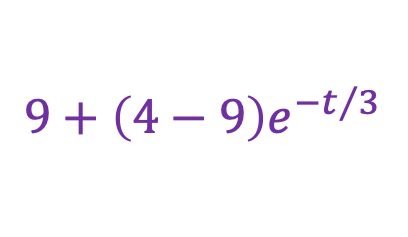 9 + (4 − 9)e^{−t/3}